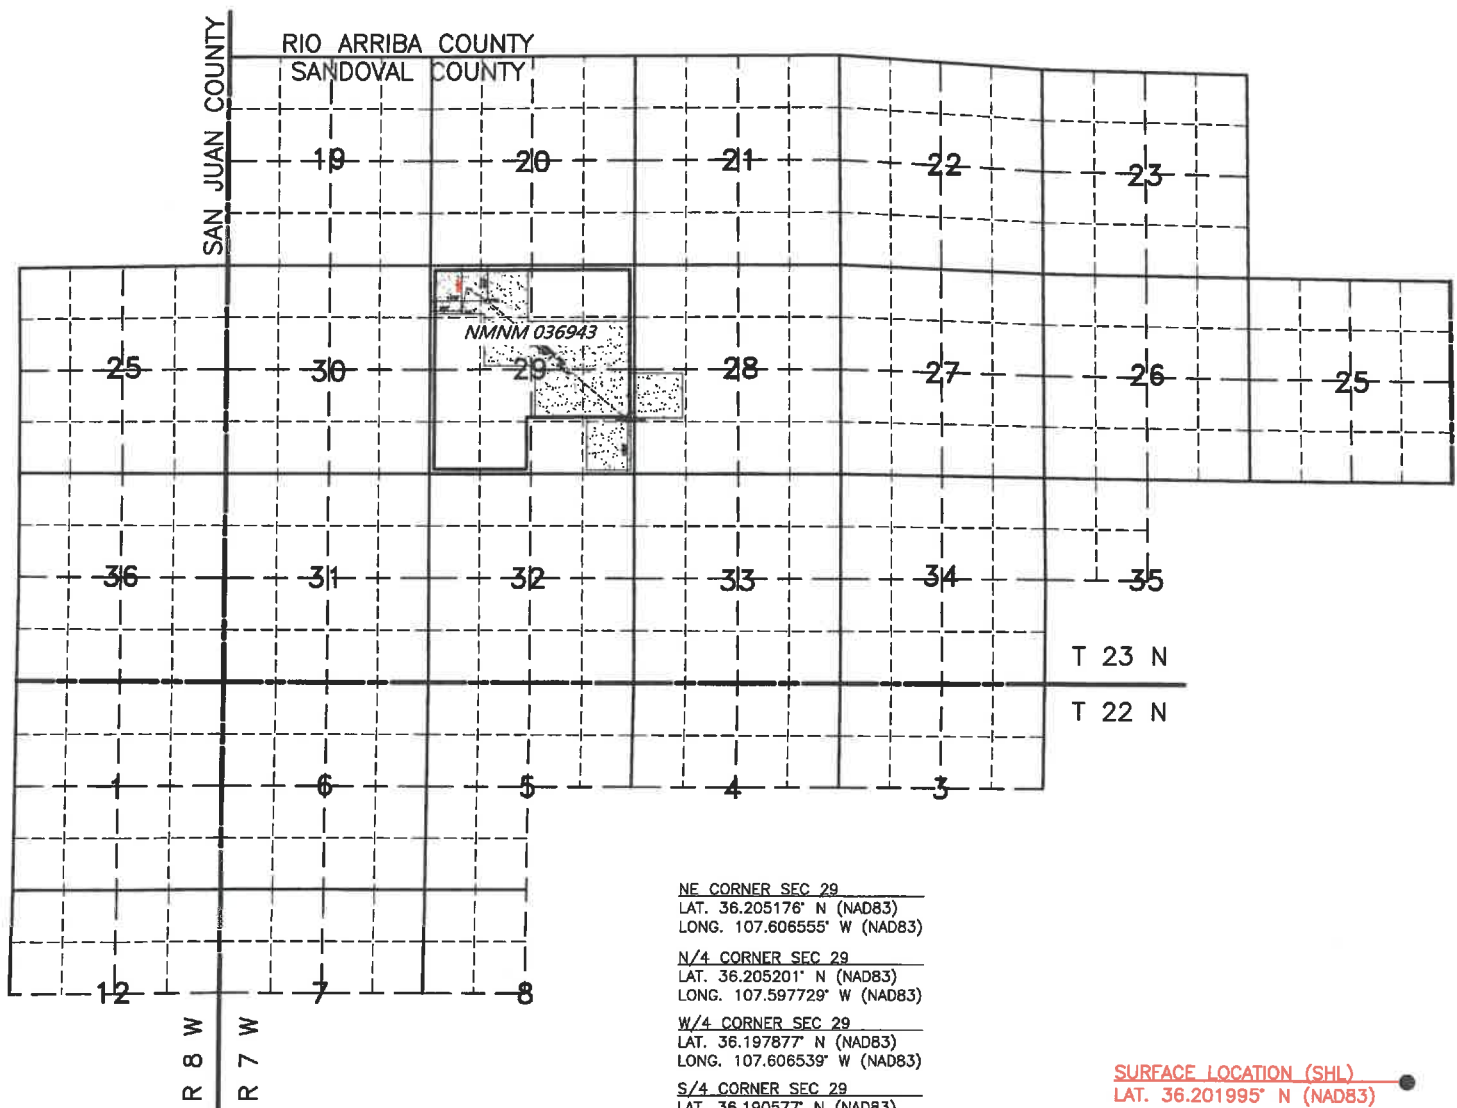 RIO ARRIBA COUNTY
SANDOVAL COUNTY
SAN JUAN COUNTY
19
20
21
22
23
NMNM 036943
25
30
29
28
27
26
25
36
31
32
33
34
35
T 23 N
T 22 N
1
6
5
4
3
12
7
8
R 8 W
R 7 W
NE CORNER SEC 29
LAT. 36.205176° N (NAD83)
LONG. 107.606555° W (NAD83)
N/4 CORNER SEC 29
LAT. 36.205201° N (NAD83)
LONG. 107.597729° W (NAD83)
W/4 CORNER SEC 29
LAT. 36.197877° N (NAD83)
LONG. 107.606539° W (NAD83)
S/4 CORNER SEC 29
LAT. 36.190577° N (NAD83)
SURFACE LOCATION (SHL)
LAT. 36.201995° N (NAD83)